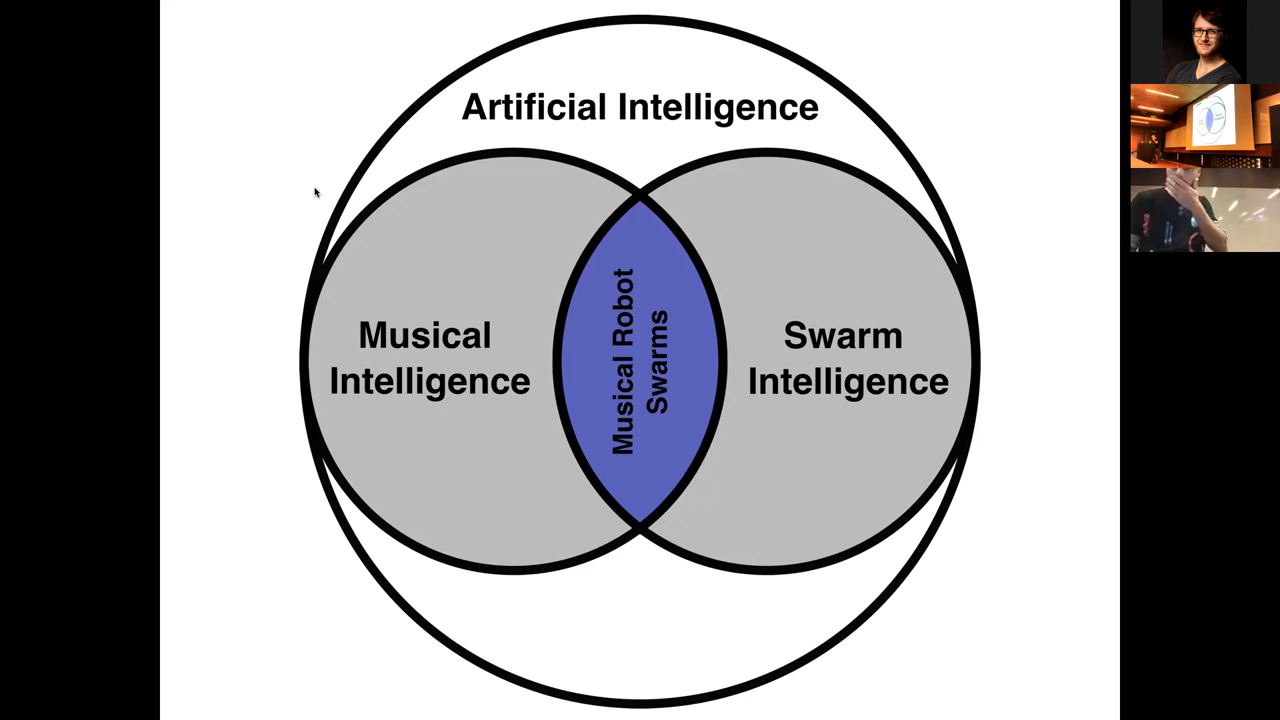 Artificial Intelligence
Musical
Intelligence
Musical Robot
Swarms
Swarm
Intelligence